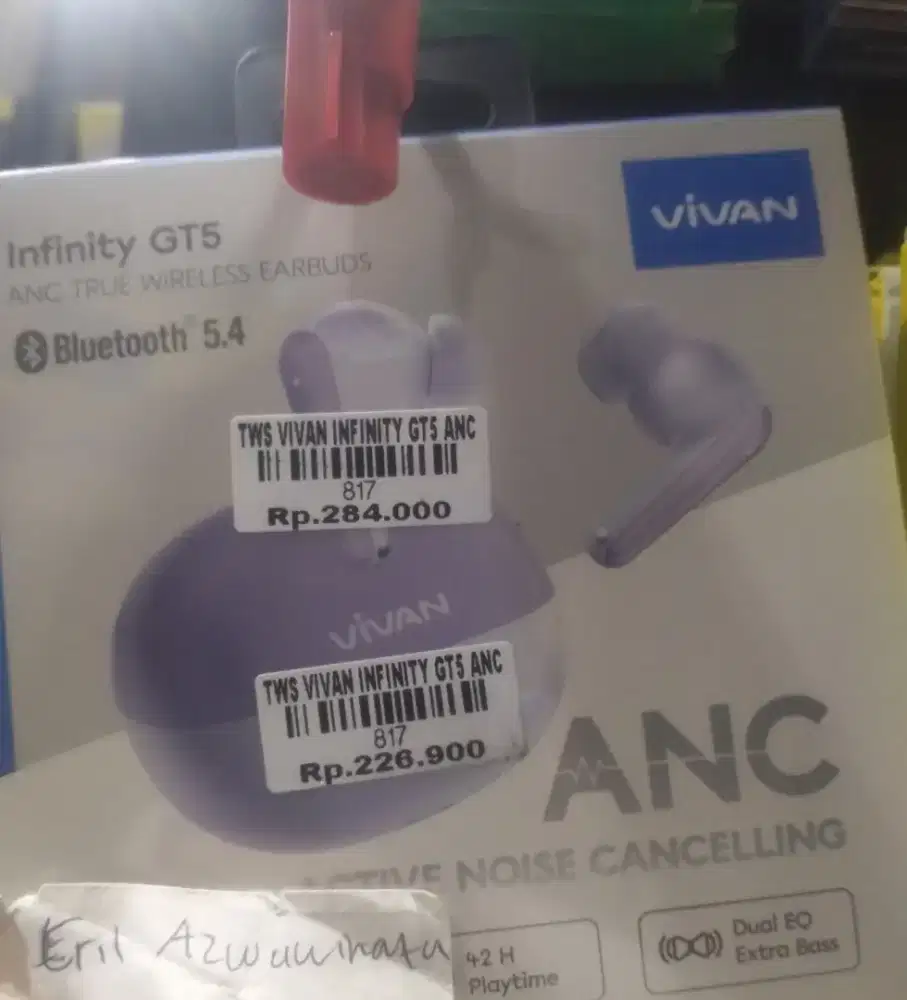 Infinity GT5
ANC TRUE WIRELESS EARBUDS
Bluetooth® 5.4
VIVAN
TWS VIVAN INFINITY GT5 ANC
817
Rp.284.000
VIVAN
TWS VIVAN INFINITY GT5 ANC
817
Rp.226.900
ANC
ACTIVE NOISE CANCELLING
Eril
42 H
Playtime
Dual EQ
Extra Bass